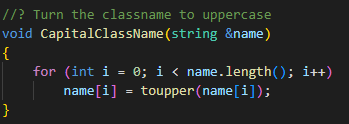 //? Turn the classname to uppercase
void CapitalClassName(string &name)
{
    for (int i = 0; i < name.length(); i++)
        name[i] = toupper(name[i]);
}